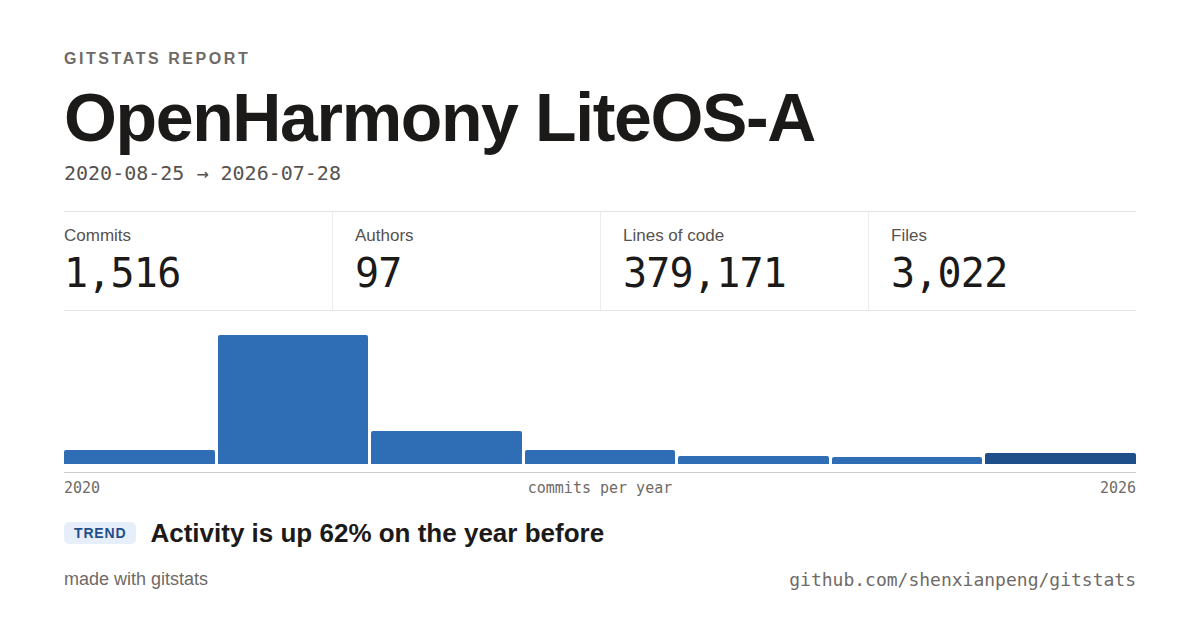 GITSTATS REPORT
OpenHarmony LiteOS-A
2020-08-25 → 2026-07-28
Commits Authors Lines of code Files
1,516 97 379,171 3,022
2020 commits per year 2026
TREND Activity is up 62% on the year before
made with gitstats github.com/shenxianpeng/gitstats